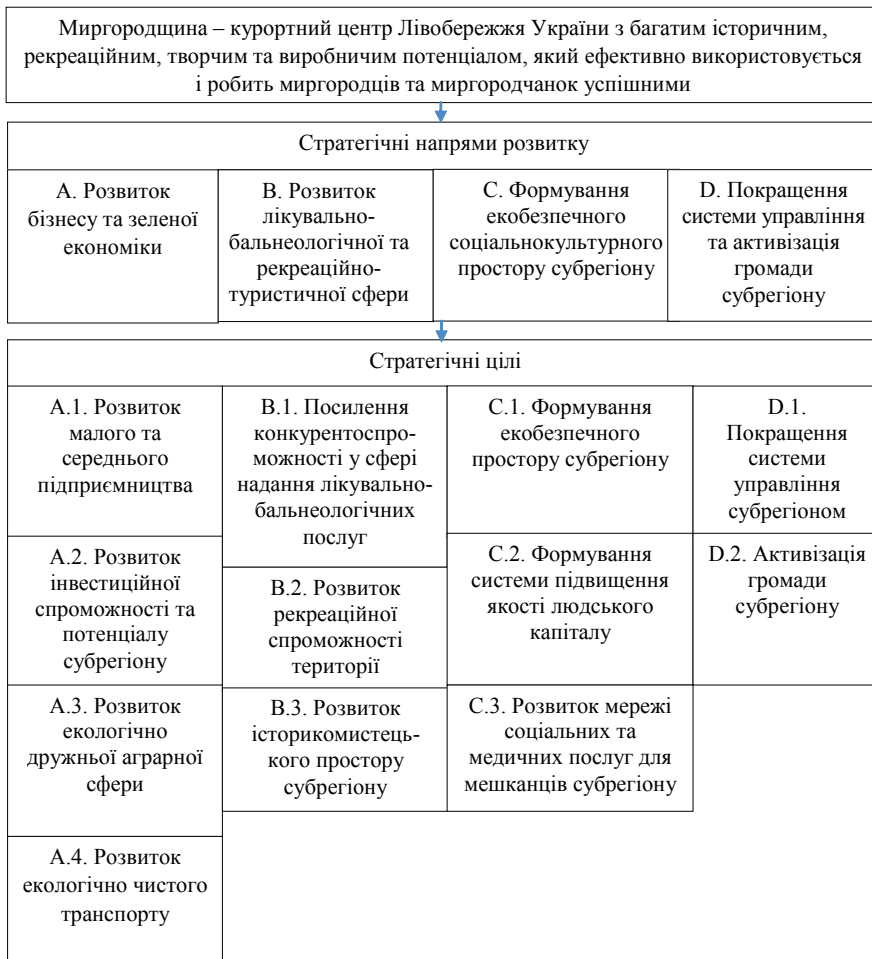 Миргородщина – курортний центр Лівобережжя України з багатим історичним,
рекреаційним, творчим та виробничим потенціалом, який ефективно використовується
і робить миргородців та миргородчанок успішними
Стратегічні напрями розвитку
A. Розвиток
бізнесу та зеленої
економіки
B. Розвиток
лікувально-
бальнеологічної та
рекреаційно-
туристичної сфери
C. Формування
екобезпечного
соціальнокультурного
простору субрегіону
D. Покращення
системи управління
та активізація
громади
субрегіону
Стратегічні цілі
A.1. Розвиток
малого та
середнього
підприємництва
A.2. Розвиток
інвестиційної
спроможності та
потенціалу
субрегіону
A.3. Розвиток
екологічно
дружньої аграрної
сфери
A.4. Розвиток
екологічно чистого
транспорту
B.1. Посилення
конкурентоспро-
можності у сфері
надання лікувально-
бальнеологічних
послуг
B.2. Розвиток
рекреаційної
спроможності
території
B.3. Розвиток
історикомистець-
кого простору
субрегіону
C.1. Формування
екобезпечного
простору субрегіону
C.2. Формування
системи підвищення
якості людського
капіталу
C.3. Розвиток мережі
соціальних та
медичних послуг для
мешканців субрегіону
D.1.
Покращення
системи
управління
субрегіоном
D.2. Активізація
громади
субрегіону